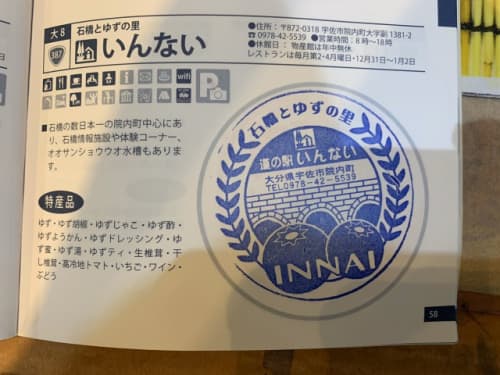 大8
387
石橋とゆずの里
いんない
●住所：〒872-0318 宇佐市院内町大字副1381-2
☎0978-42-5539 ●営業時間：8時〜18時
●休館日： 物産館は年中無休
レストランは毎月第2・4月曜日・12月31日〜1月2日
wifi
P
■石橋の数日本一の院内町中心にあ
り、石橋情報施設や体験コーナー、
オオサンショウウオ水槽もありま
す。
特産品
ゆず・ゆず胡椒・ゆずじゃこ・ゆず酢・
ゆずようかん・ゆずドレッシング・ゆ
ず蜜・ゆず湯・ゆずティ・生椎茸・干
し椎茸・高冷地トマト・いちご・ワイン・
ぶどう
石橋とゆずの里
道の駅 いんない
大分県宇佐市院内町
TEL0978-42-5539
INNAI
58